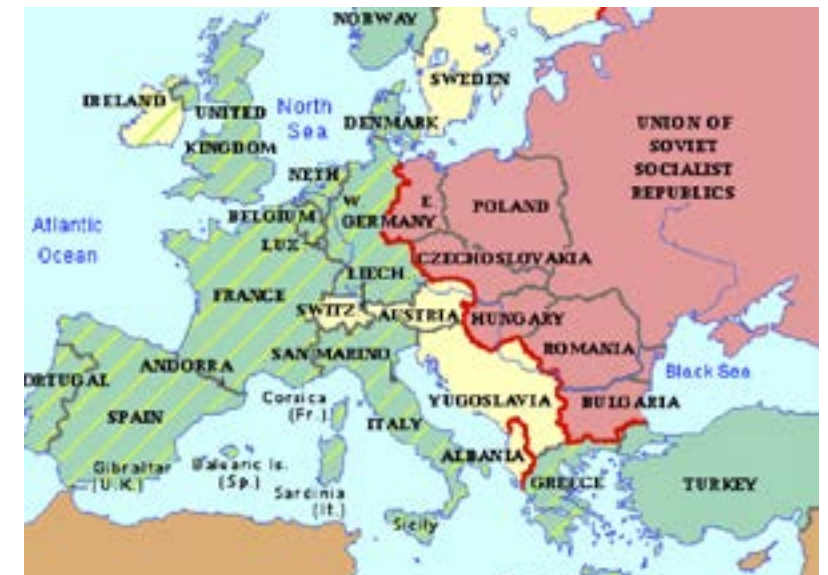 NORWAY
SWEDEN
IRELAND
UNITED
KINGDOM
North
Sea
DENMARK
UNION OF
SOVIET
SOCIALIST
REPUBLICS
NETH
W
GERMANY
E
POLAND
BELGIUM
LUX
Atlantic
Ocean
CZECHOSLOVAKIA
LIECH
FRANCE
SWITZ
AUSTRIA
HUNGARY
ROMANIA
SAN MARINO
ANDORRA
Black Sea
ORTUGAL
SPAIN
Corsica
(Fr.)
ITALY
YUGOSLAVIA
BULGARIA
ALBANIA
Gibraltar
(U.K.)
Balearic Is.
(Sp.)
Sardinia
(It.)
GREECE
TURKEY
Sicily